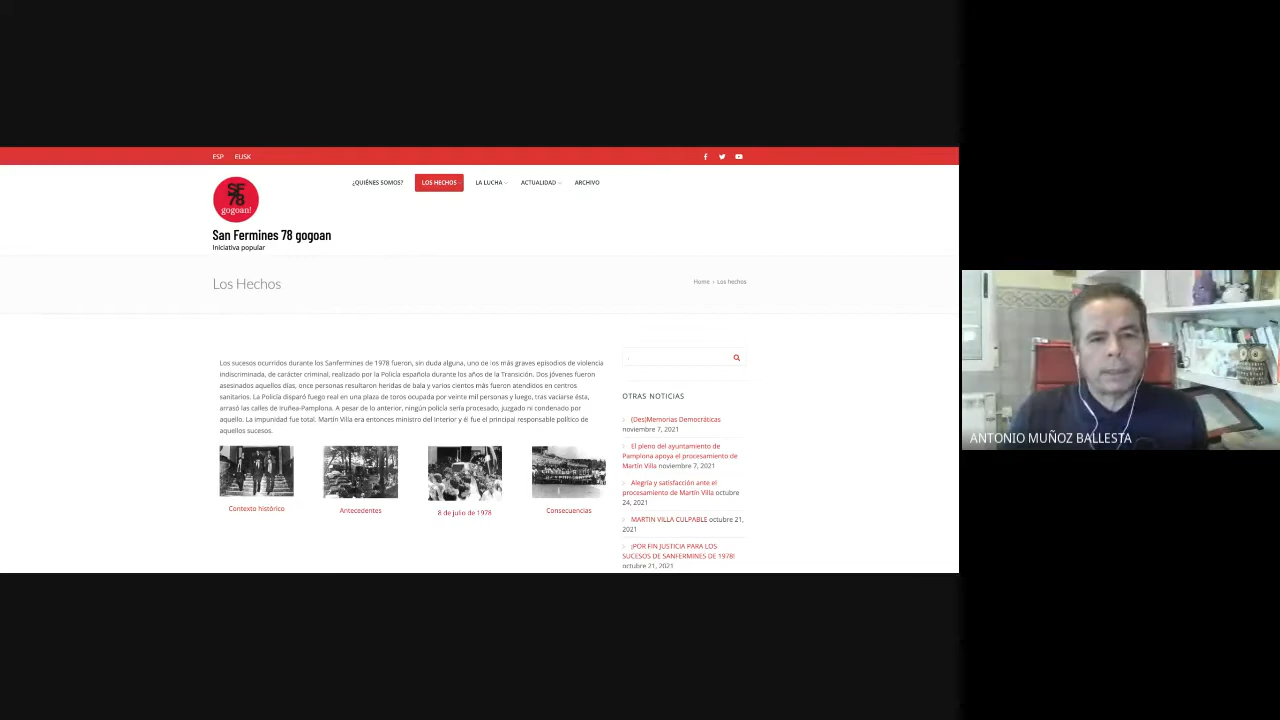 ESP EUSK
SF
78
gogoan!
¿QUIÉNES SOMOS? LOS HECHOS LA LUCHA ACTUALIDAD ARCHIVO
San Fermines 78 gogoan
Iniciativa popular
Los Hechos
Home › Los hechos
Los sucesos ocurridos durante los Sanfermines de 1978 fueron, sin duda alguna, uno de los más graves episodios de violencia
indiscriminada, de carácter criminal, realizado por la Policía española durante los años de la Transición. Dos jóvenes fueron
asesinados aquellos días, once personas resultaron heridas de bala y varios cientos más fueron atendidos en centros
sanitarios. La Policía disparó fuego real en una plaza de toros ocupada por veinte mil personas y luego, tras vaciarse ésta,
arrasó las calles de Iruñea-Pamplona. A pesar de lo anterior, ningún policía sería procesado, juzgado ni condenado por
aquello. La impunidad fue total. Martín Villa era entonces ministro del Interior y él fue el principal responsable político de
aquellos sucesos.
Contexto histórico
Antecedentes
8 de julio de 1978
Consecuencias
OTRAS NOTICIAS
(Des)Memorias Democráticas
noviembre 7, 2021
El pleno del ayuntamiento de
Pamplona apoya el procesamiento de
Martín Villa noviembre 7, 2021
Alegría y satisfacción ante el
procesamiento de Martín Villa octubre
24, 2021
MARTIN VILLA CULPABLE octubre 21,
2021
¡POR FIN JUSTICIA PARA LOS
SUCESOS DE SANFERMINES DE 1978!
octubre 21, 2021
ANTONIO MUÑOZ BALLESTA